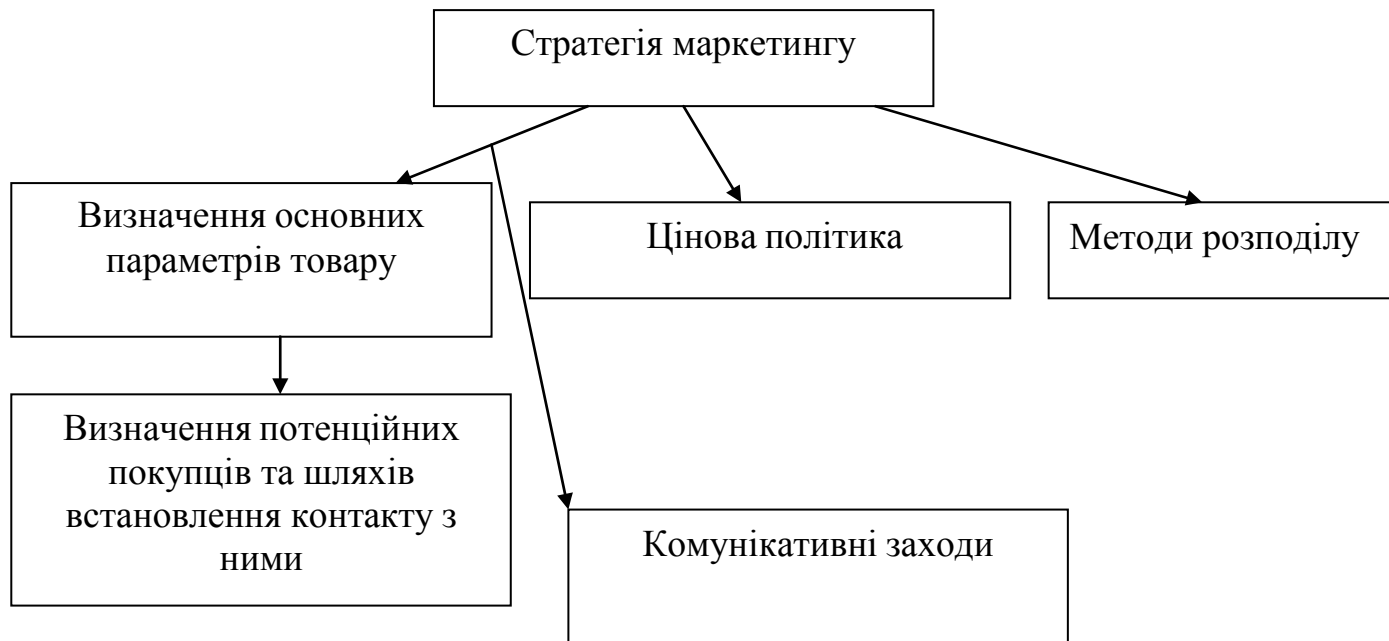 Стратегія маркетингу
Визначення основних
параметрів товару
Цінова політика
Методи розподілу
Визначення потенційних
покупців та шляхів
встановлення контакту з
ними
Комунікативні заходи